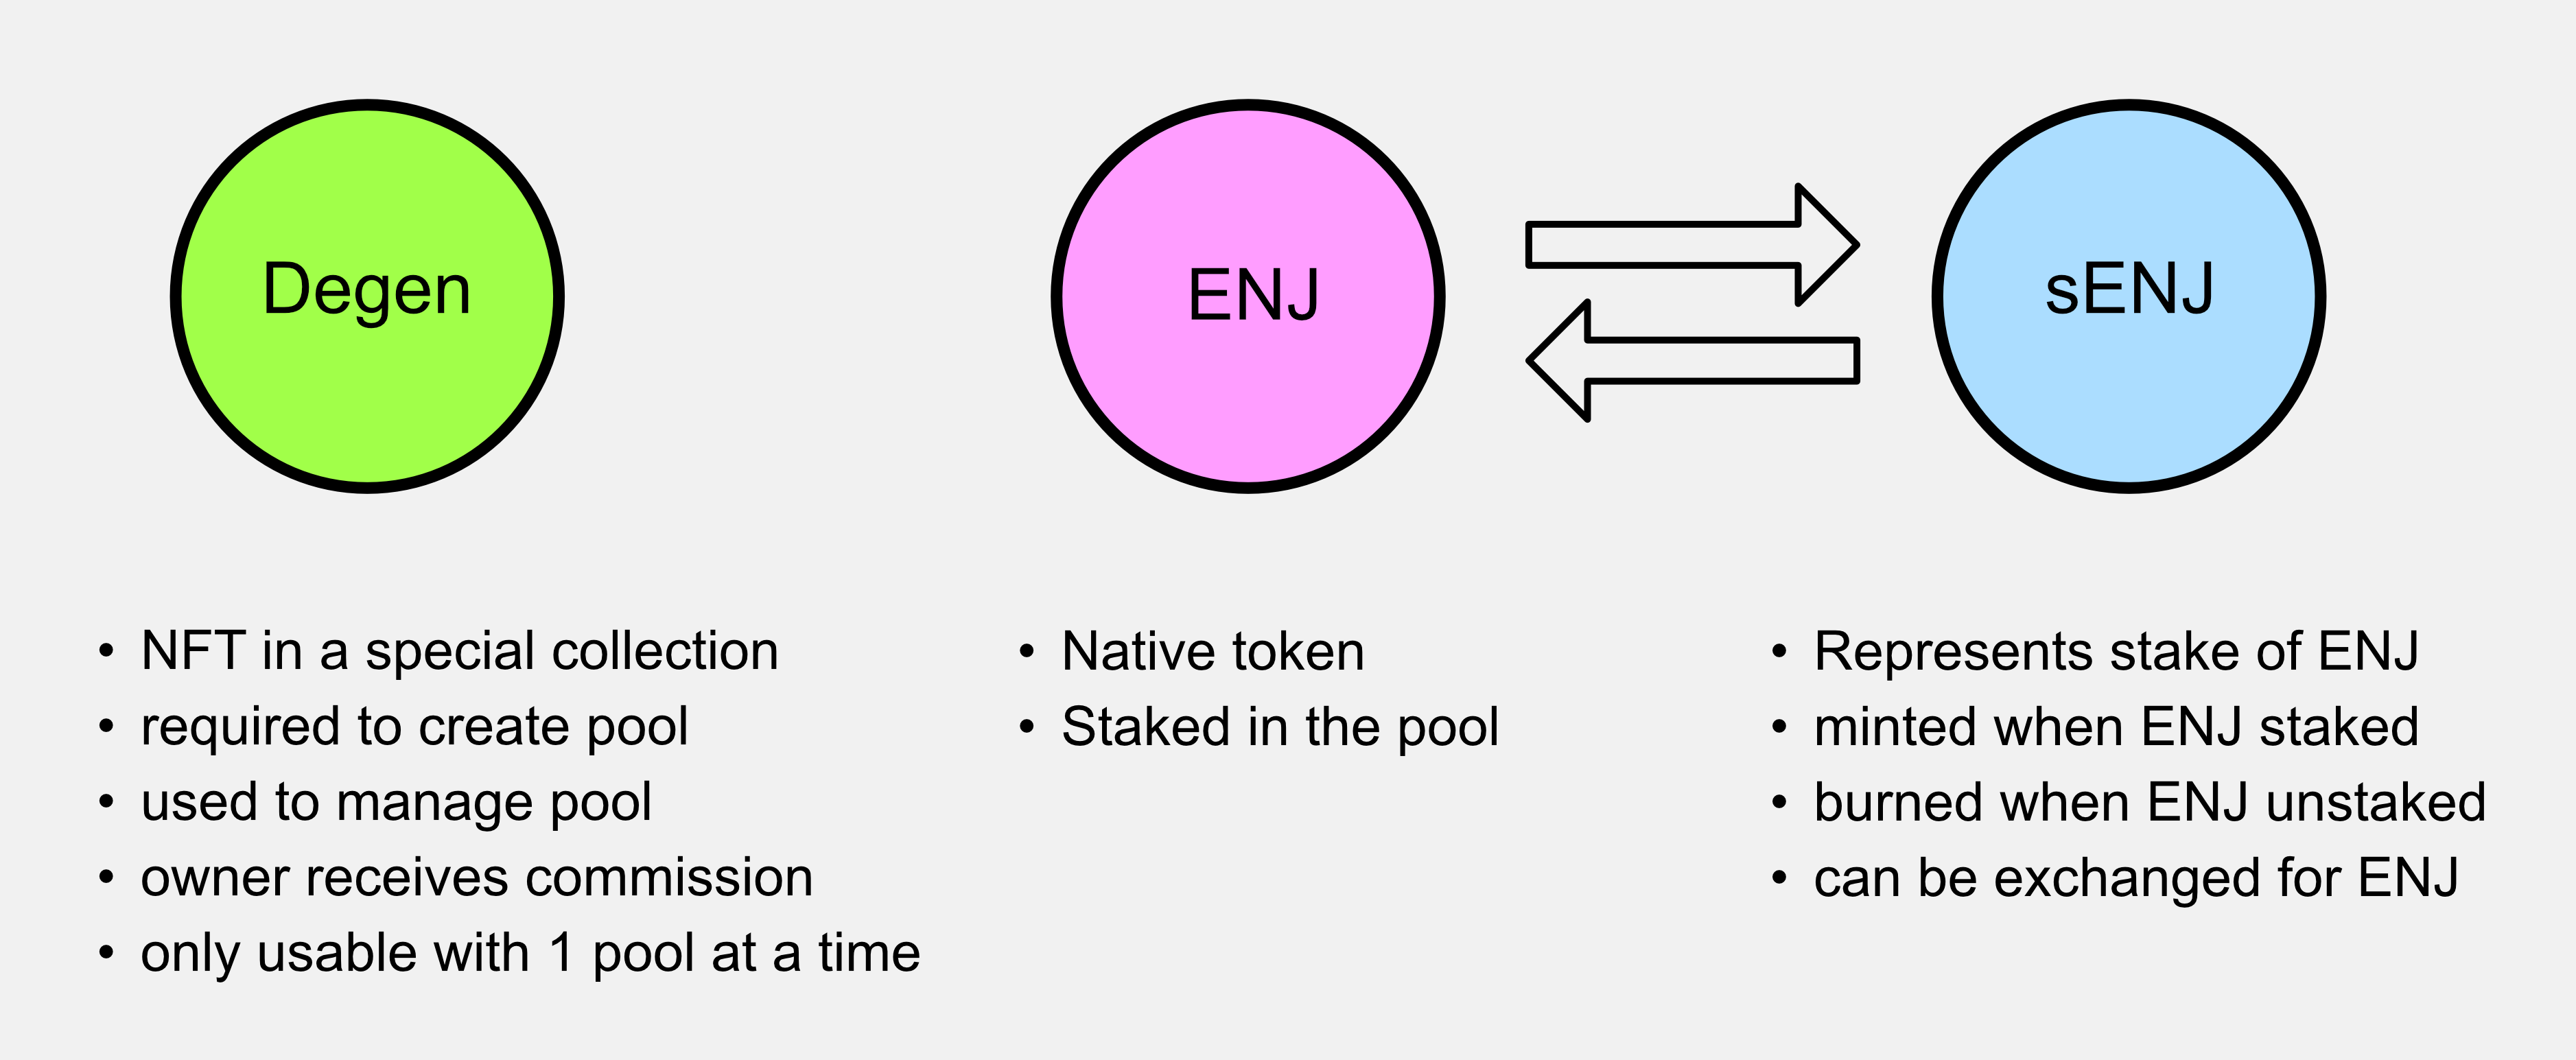 Degen
ENJ
sENJ
• NFT in a special collection
• required to create pool
• used to manage pool
• owner receives commission
• only usable with 1 pool at a time
• Native token
• Staked in the pool
• Represents stake of ENJ
• minted when ENJ staked
• burned when ENJ unstaked
• can be exchanged for ENJ